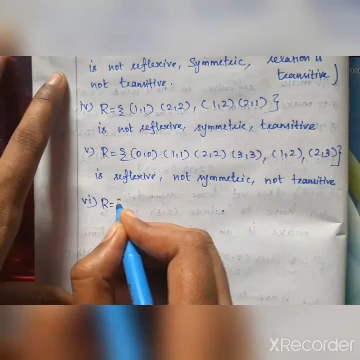 is not reflexive, symmetric, relation is
not transitive. transitive)
iv) R = { (1,1) (2,2), (1,2) (2,1) }
is not reflexive, symmetric, transitive
v) R = { (0,0) (1,1) (2,2) (3,3), (1,2), (2,3)}
is reflexive, not symmetric, not transitive
vi) R =
XRecorder